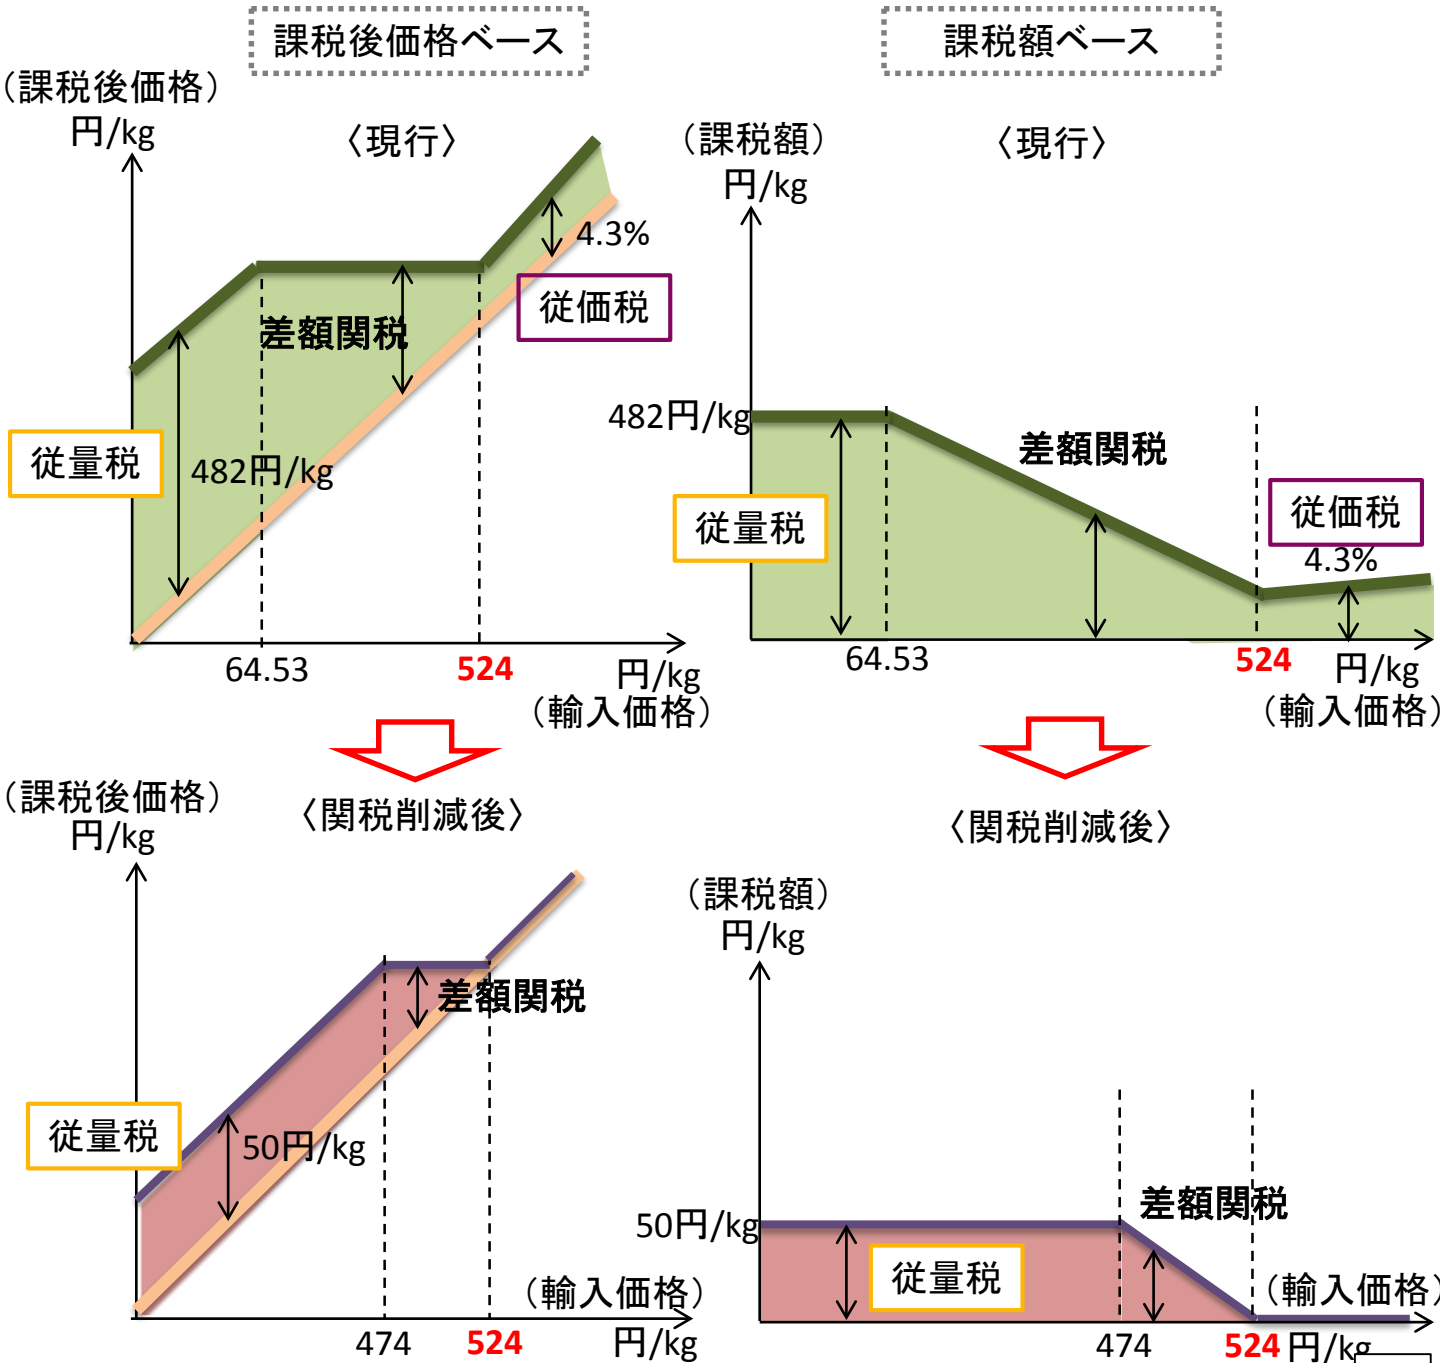 課税後価格ベース
課税額ベース
（課税後価格）
円/kg
〈現行〉
4.3%
従価税
差額関税
従量税
482円/kg
64.53
524
円/kg
（輸入価格）
（課税額）
円/kg
〈現行〉
482円/kg
差額関税
従価税
4.3%
従量税
64.53
524
円/kg
（輸入価格）
（課税後価格）
円/kg
〈関税削減後〉
差額関税
従量税
50円/kg
（輸入価格）
474
524
円/kg
〈関税削減後〉
（課税額）
円/kg
差額関税
50円/kg
従量税
（輸入価格）
474
524
円/kg